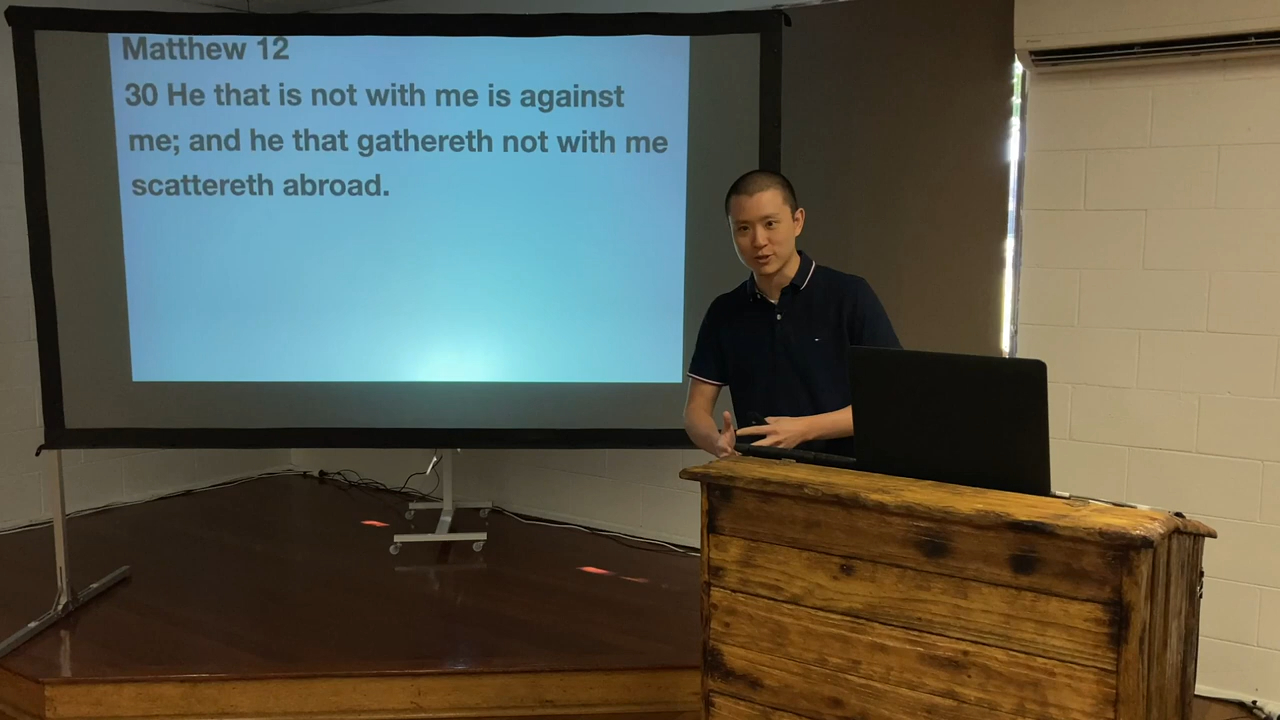 Matthew 12
30 He that is not with me is against
me; and he that gathereth not with me
scattereth abroad.